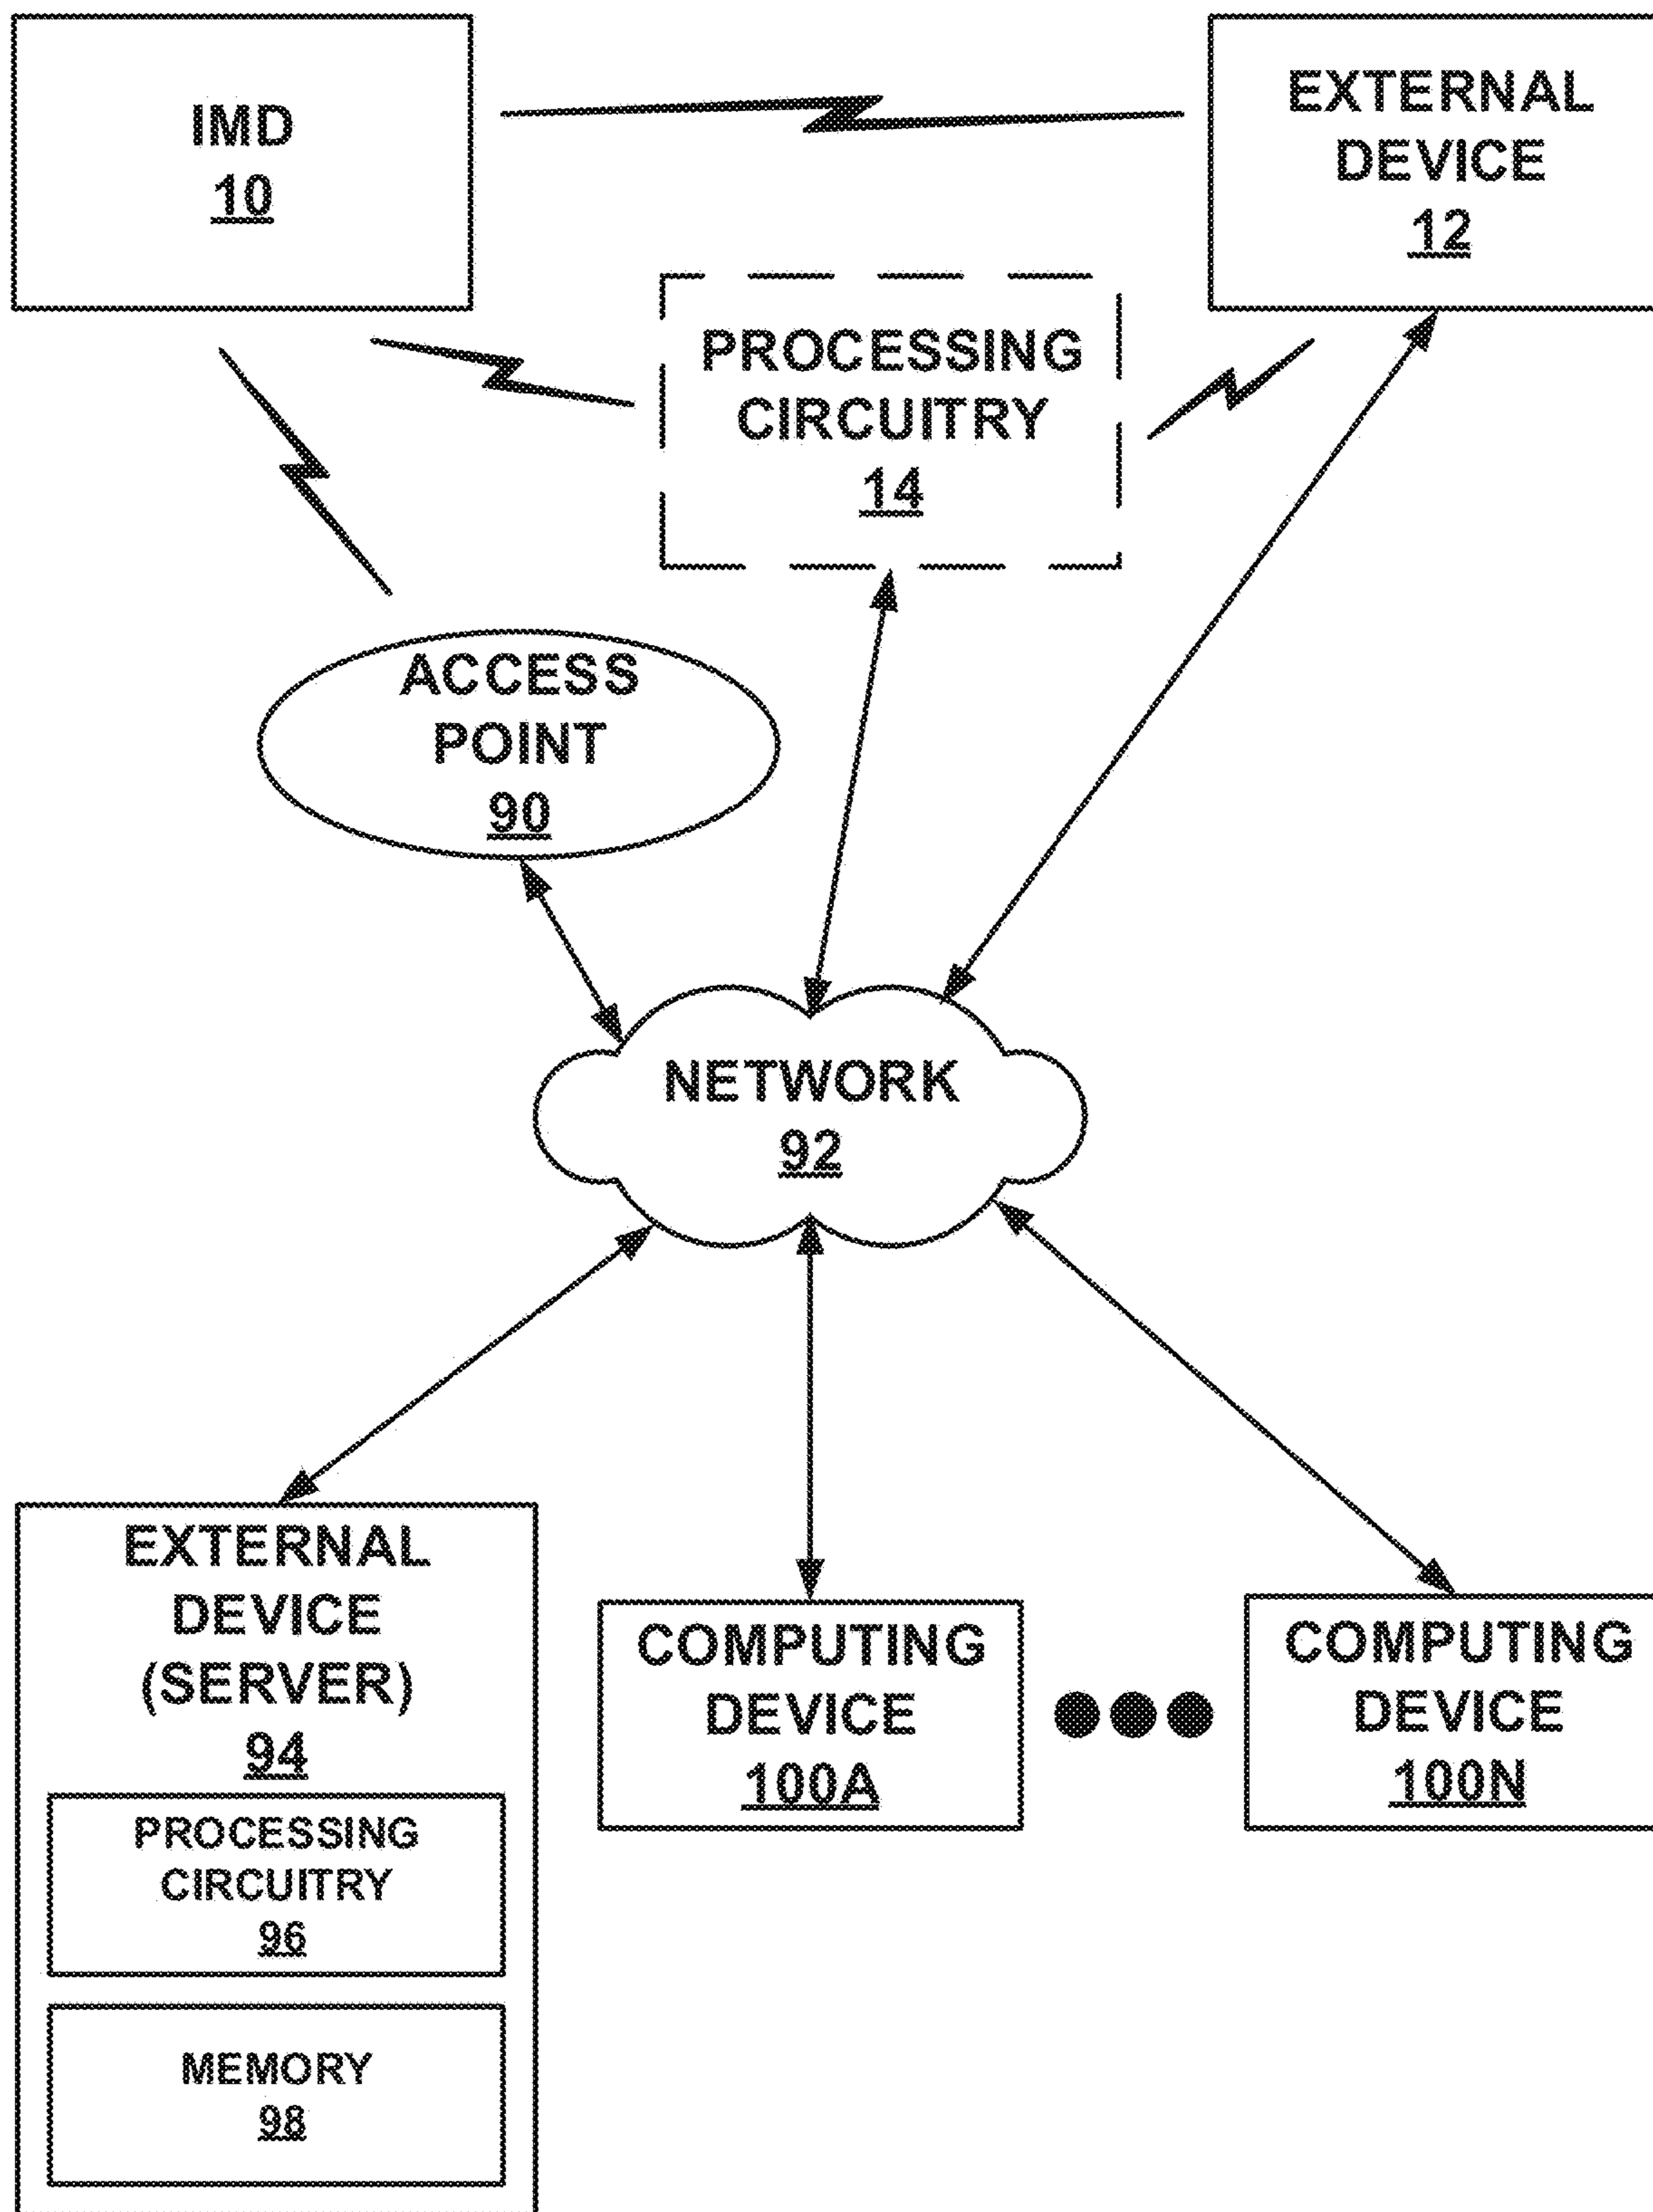 IMD
10
EXTERNAL
DEVICE
12
PROCESSING
CIRCUITRY
14
ACCESS
POINT
90
NETWORK
92
EXTERNAL
DEVICE
(SERVER)
94
PROCESSING
CIRCUITRY
96
MEMORY
98
COMPUTING
DEVICE
100A
COMPUTING
DEVICE
100N